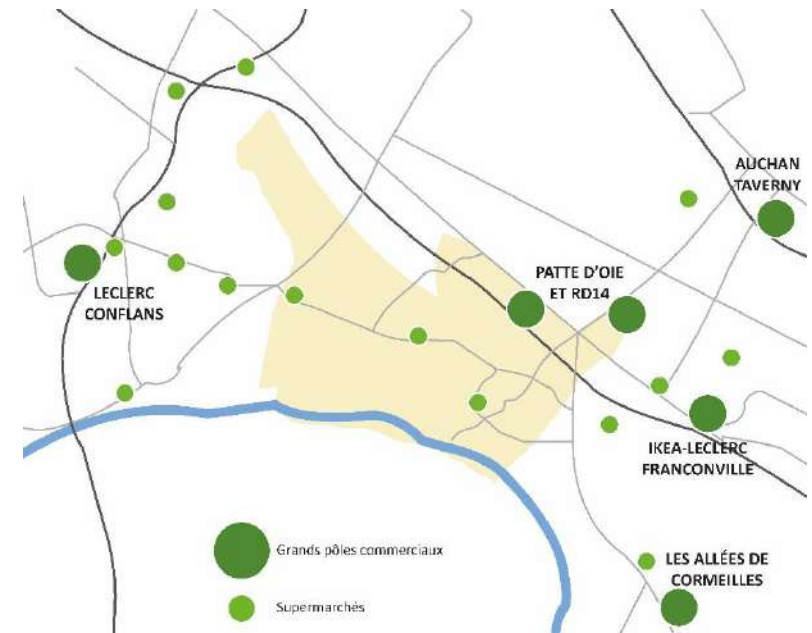 AUCHAN
TAVERNY
PATTE D'OIE
ET RD14
LECLERC
CONFLANS
IKEA-LECLERC
FRANCONVILLE
Grands pôles commerciaux
LES ALLÉES DE
CORMEILLES
Supermarchés